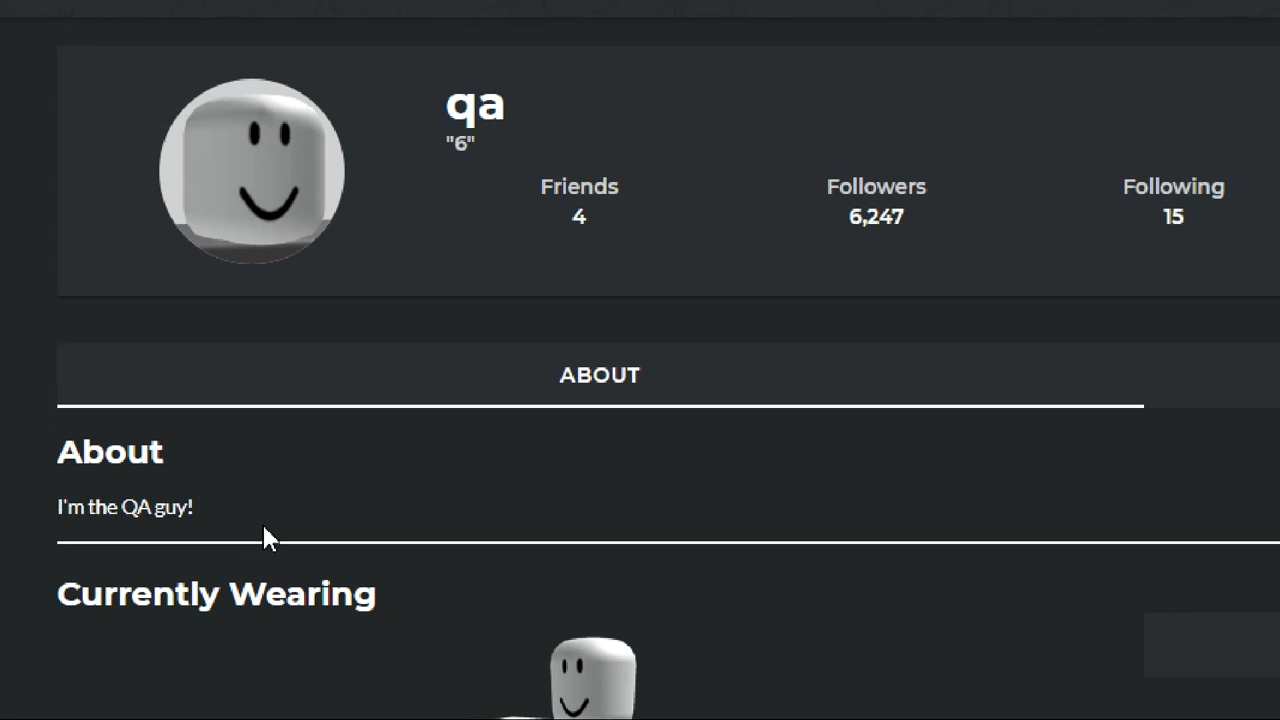 qa
"6"
Friends Followers Following
4 6,247 15
ABOUT
About
I'm the QA guy!
Currently Wearing